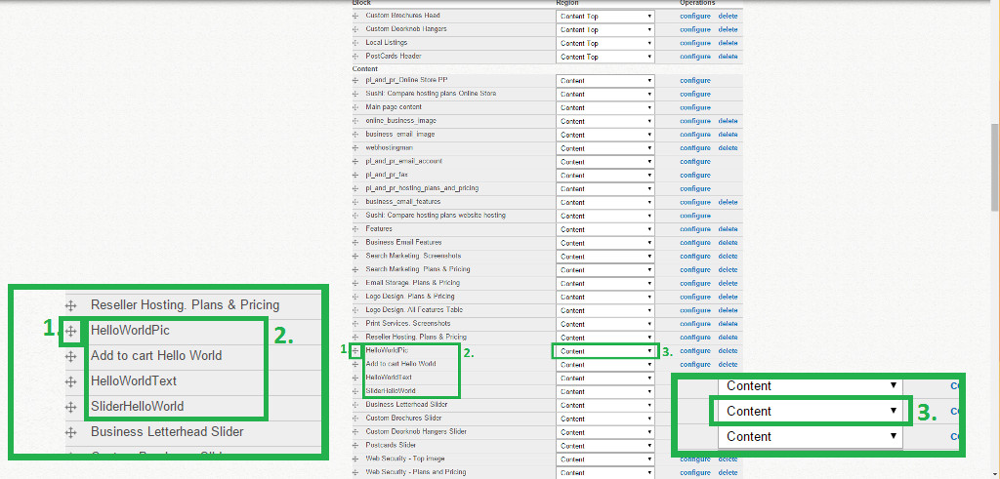 Block Region Operations
Custom Brochures Head Content Top configure delete
Custom Doorknob Hangers Content Top configure delete
Local Listings Content Top configure delete
PostCards Header Content Top configure delete
Content
pl_and_pr_Online Store PP Content configure
Sushi: Compare hosting plans Online Store Content configure
Main page content Content configure
online_business_image Content configure delete
business_email_image Content configure delete
webhostingman Content configure delete
pl_and_pr_email_account Content configure
pl_and_pr_fax Content configure
pl_and_pr_hosting_plans_and_pricing Content configure
business_email_features Content configure delete
Sushi: Compare hosting plans website hosting Content configure
Features Content configure delete
Business Email Features Content configure delete
Search Marketing. Screenshots Content configure delete
Search Marketing. Plans & Pricing Content configure delete
Email Storage. Plans & Pricing Content configure delete
Logo Design. Plans & Pricing Content configure delete
Logo Design. All Features Table Content configure delete
Print Services. Screenshots Content configure delete
Reseller Hosting. Plans & Pricing Content configure delete
1. HelloWorldPic 2. Content 3. configure delete
Add to cart Hello World Content configure delete
HelloWorldText Content
SliderHelloWorld Content
Business Letterhead Slider Content
Custom Brochures Slider Content
Custom Doorknob Hangers Slider Content
Postcards Slider Content
Web Security - Top image Content configure delete
Web Security - Plans and Pricing Content configure delete
Reseller Hosting. Plans & Pricing
1. HelloWorldPic 2.
Add to cart Hello World
HelloWorldText
SliderHelloWorld
Business Letterhead Slider
Content
Content 3.
Content